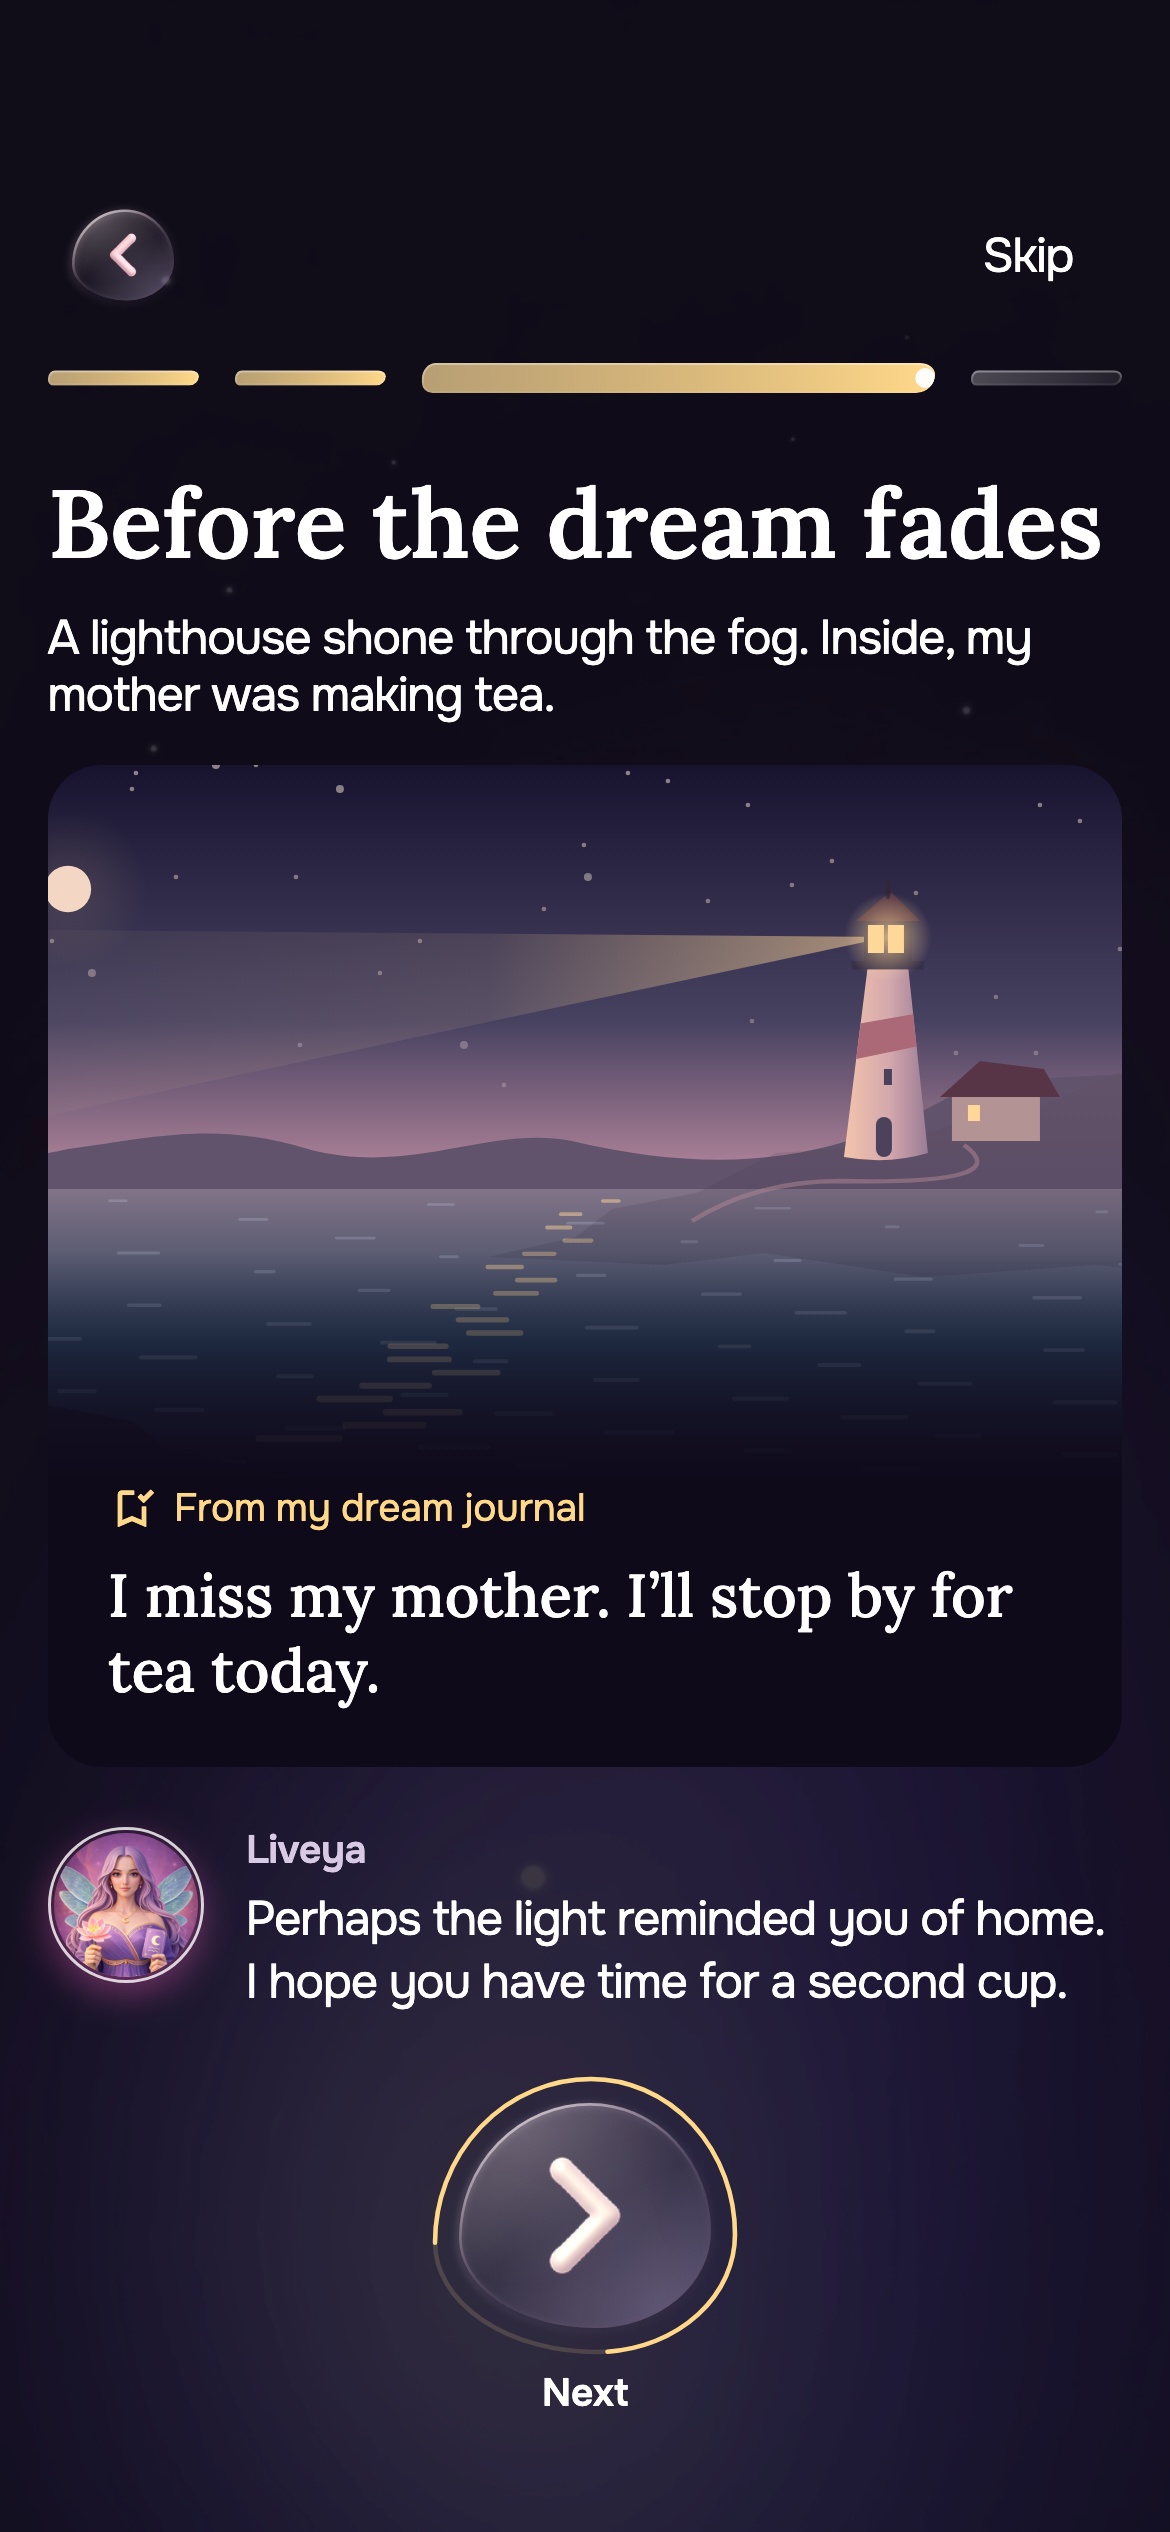 Skip
Before the dream fades
A lighthouse shone through the fog. Inside, my
mother was making tea.
From my dream journal
I miss my mother. I’ll stop by for
tea today.
Liveya
Perhaps the light reminded you of home.
I hope you have time for a second cup.
Next